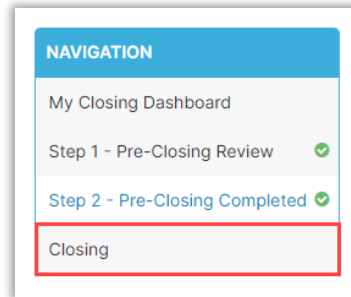 NAVIGATION
My Closing Dashboard
Step 1 - Pre-Closing Review
Step 2 - Pre-Closing Completed
Closing